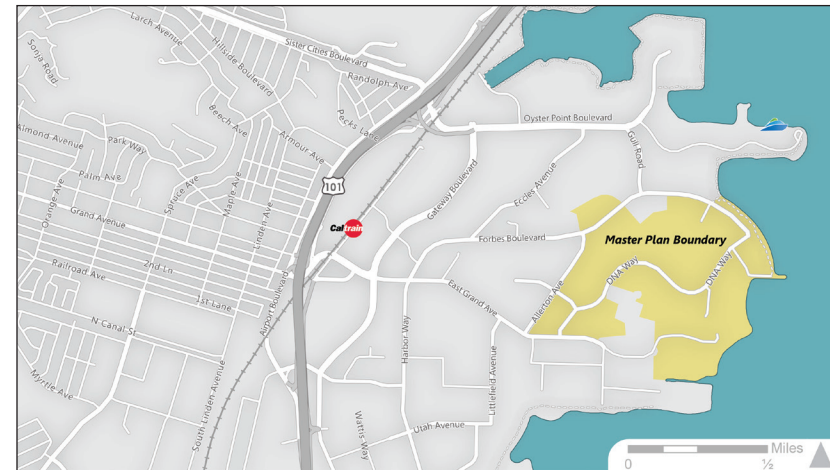 Larch Avenue
Hillside Boulevard
Sister Cities Boulevard
Randolph Ave
Sonja Road
Beech Ave
Pecks Lane
Oyster Point Boulevard
Almond Avenue
Park Way
Armour Ave
Gull Road
Palm Ave
Spruce Ave
Maple Ave
101
Gateway Boulevard
Eccles Avenue
Orange Ave
Grand Avenue
Linden Ave
Caltrain
Forbes Boulevard
Master Plan Boundary
Railroad Ave
2nd Ln
DNA Way
DNA Way
1st Lane
Airport Boulevard
East Grand Ave
Allerton Ave
N Canal St
Harbor Way
Littlefield Avenue
Myrtle Ave
South Linden Avenue
Wattis Way
Utah Avenue
Miles
0
½